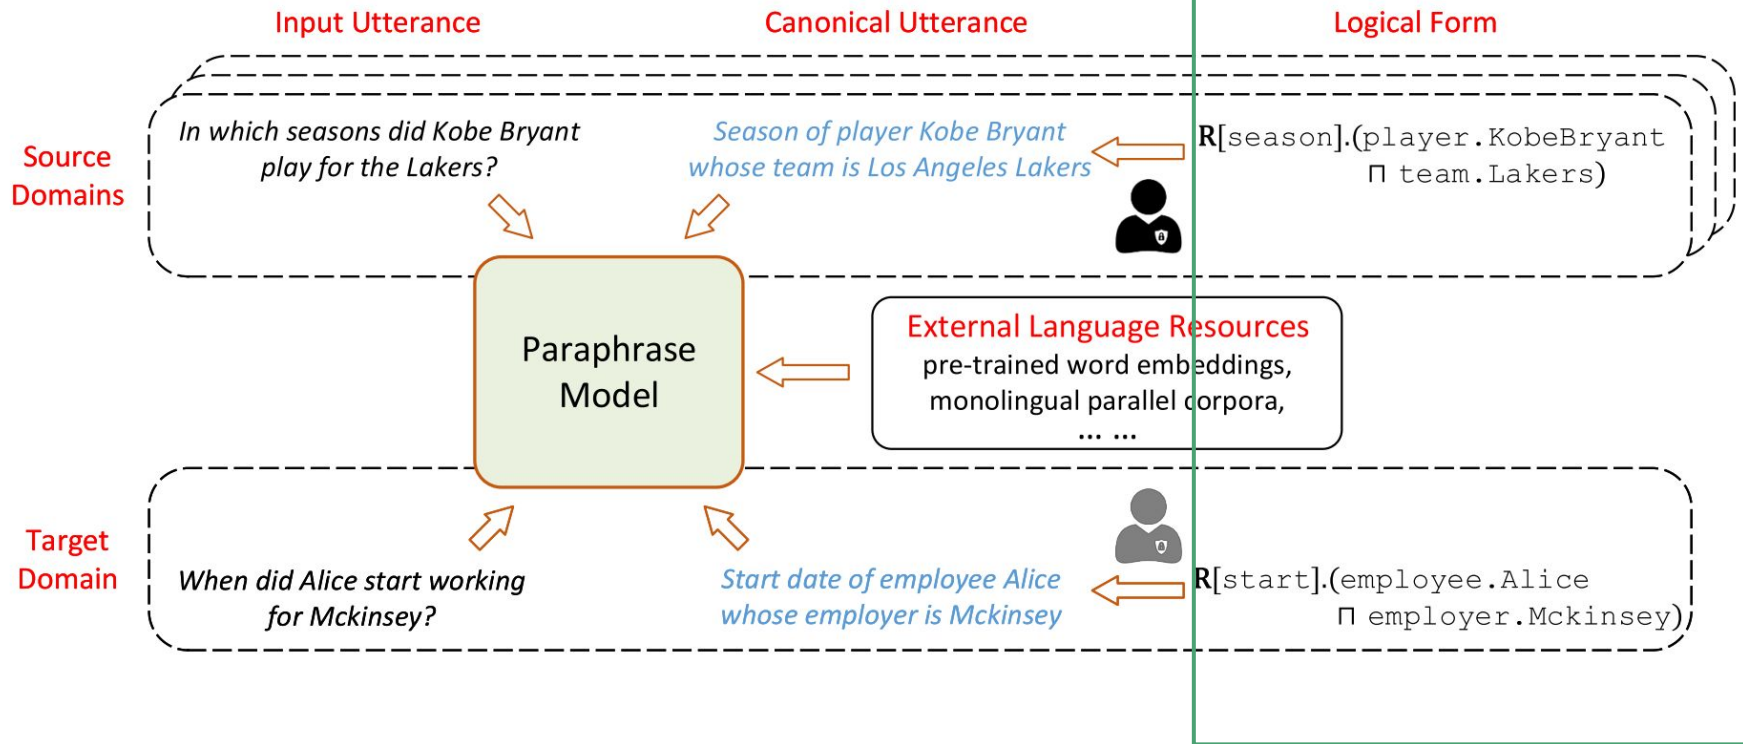 Input Utterance
Canonical Utterance
Logical Form
Source
Domains
In which seasons did Kobe Bryant
play for the Lakers?
Season of player Kobe Bryant
whose team is Los Angeles Lakers
R[season].(player.KobeBryant
⊓ team.Lakers)
Paraphrase
Model
External Language Resources
pre-trained word embeddings,
monolingual parallel corpora,
... ...
Target
Domain
When did Alice start working
for Mckinsey?
Start date of employee Alice
whose employer is Mckinsey
R[start].(employee.Alice
⊓ employer.Mckinsey)